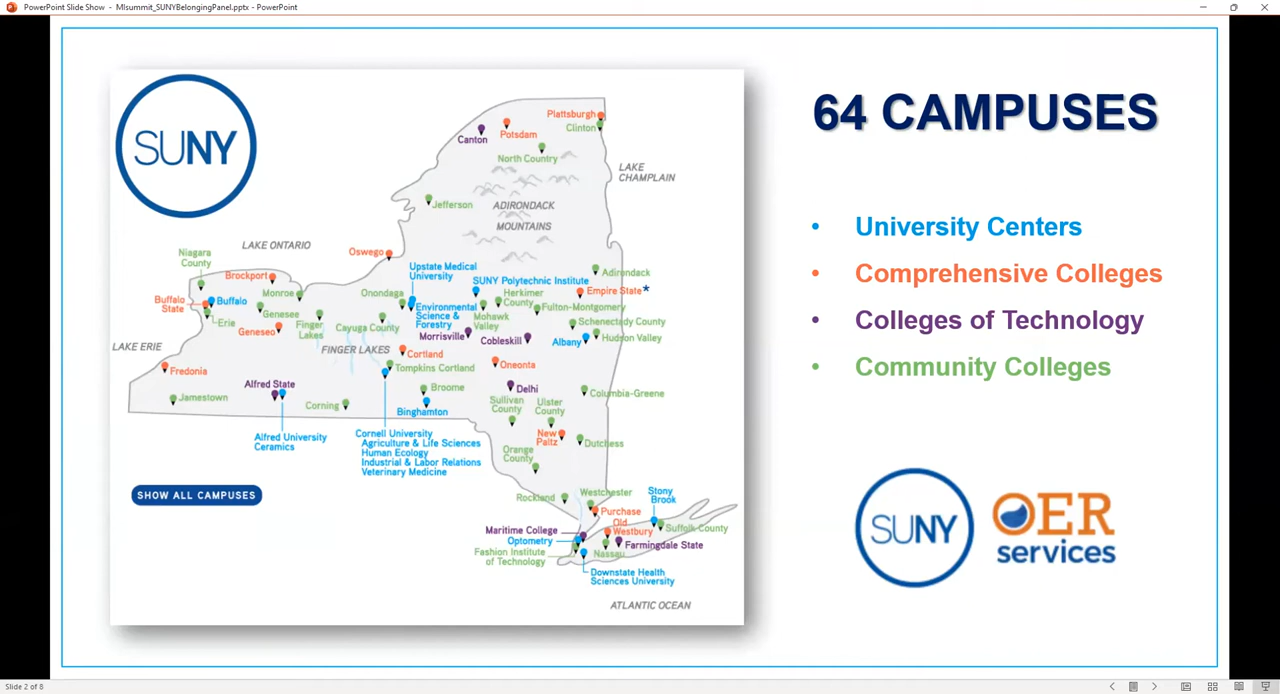 PowerPoint Slide Show - MIsummit_SUNYBelongingPanel.pptx - PowerPoint
SUNY
64 CAMPUSES
• University Centers
• Comprehensive Colleges
• Colleges of Technology
• Community Colleges
Plattsburgh
Clinton
Canton
Potsdam
North Country
LAKE
CHAMPLAIN
Jefferson
ADIRONDACK
MOUNTAINS
LAKE ONTARIO
Niagara
County
Oswego
Brockport
Monroe
Upstate Medical
University
SUNY Polytechnic Institute
Adirondack
Buffalo
State
Buffalo
Erie
Genesee
Geneseo
Finger
Lakes
Onondaga
Cayuga County
Environmental
Science &
Forestry
Mohawk
Valley
Herkimer
County
Empire State*
Fulton-Montgomery
Schenectady County
Morrisville
Cobleskill
Albany
Hudson Valley
LAKE ERIE
FINGER LAKES
Cortland
Tompkins Cortland
Oneonta
Fredonia
Jamestown
Alfred State
Corning
Broome
Binghamton
Delhi
Columbia-Greene
Sullivan
County
Ulster
County
Alfred University
Ceramics
Cornell University
Agriculture & Life Sciences
Human Ecology
Industrial & Labor Relations
Veterinary Medicine
New
Paltz
Dutchess
Orange
County
SHOW ALL CAMPUSES
Rockland
Westchester
Stony
Brook
Purchase
Old
Westbury
Suffolk County
Maritime College
Optometry
Fashion Institute
of Technology
Nassau
Farmingdale State
Downstate Health
Sciences University
ATLANTIC OCEAN
SUNY
OER
services
Slide 2 of 8